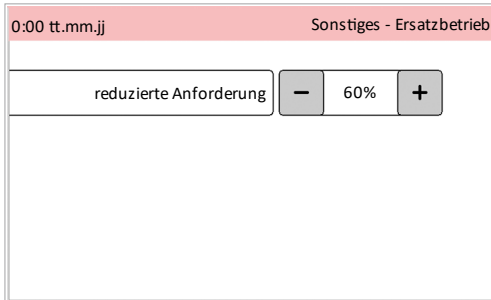 0:00 tt.mm.jj Sonstiges - Ersatzbetrieb
reduzierte Anforderung − 60% +